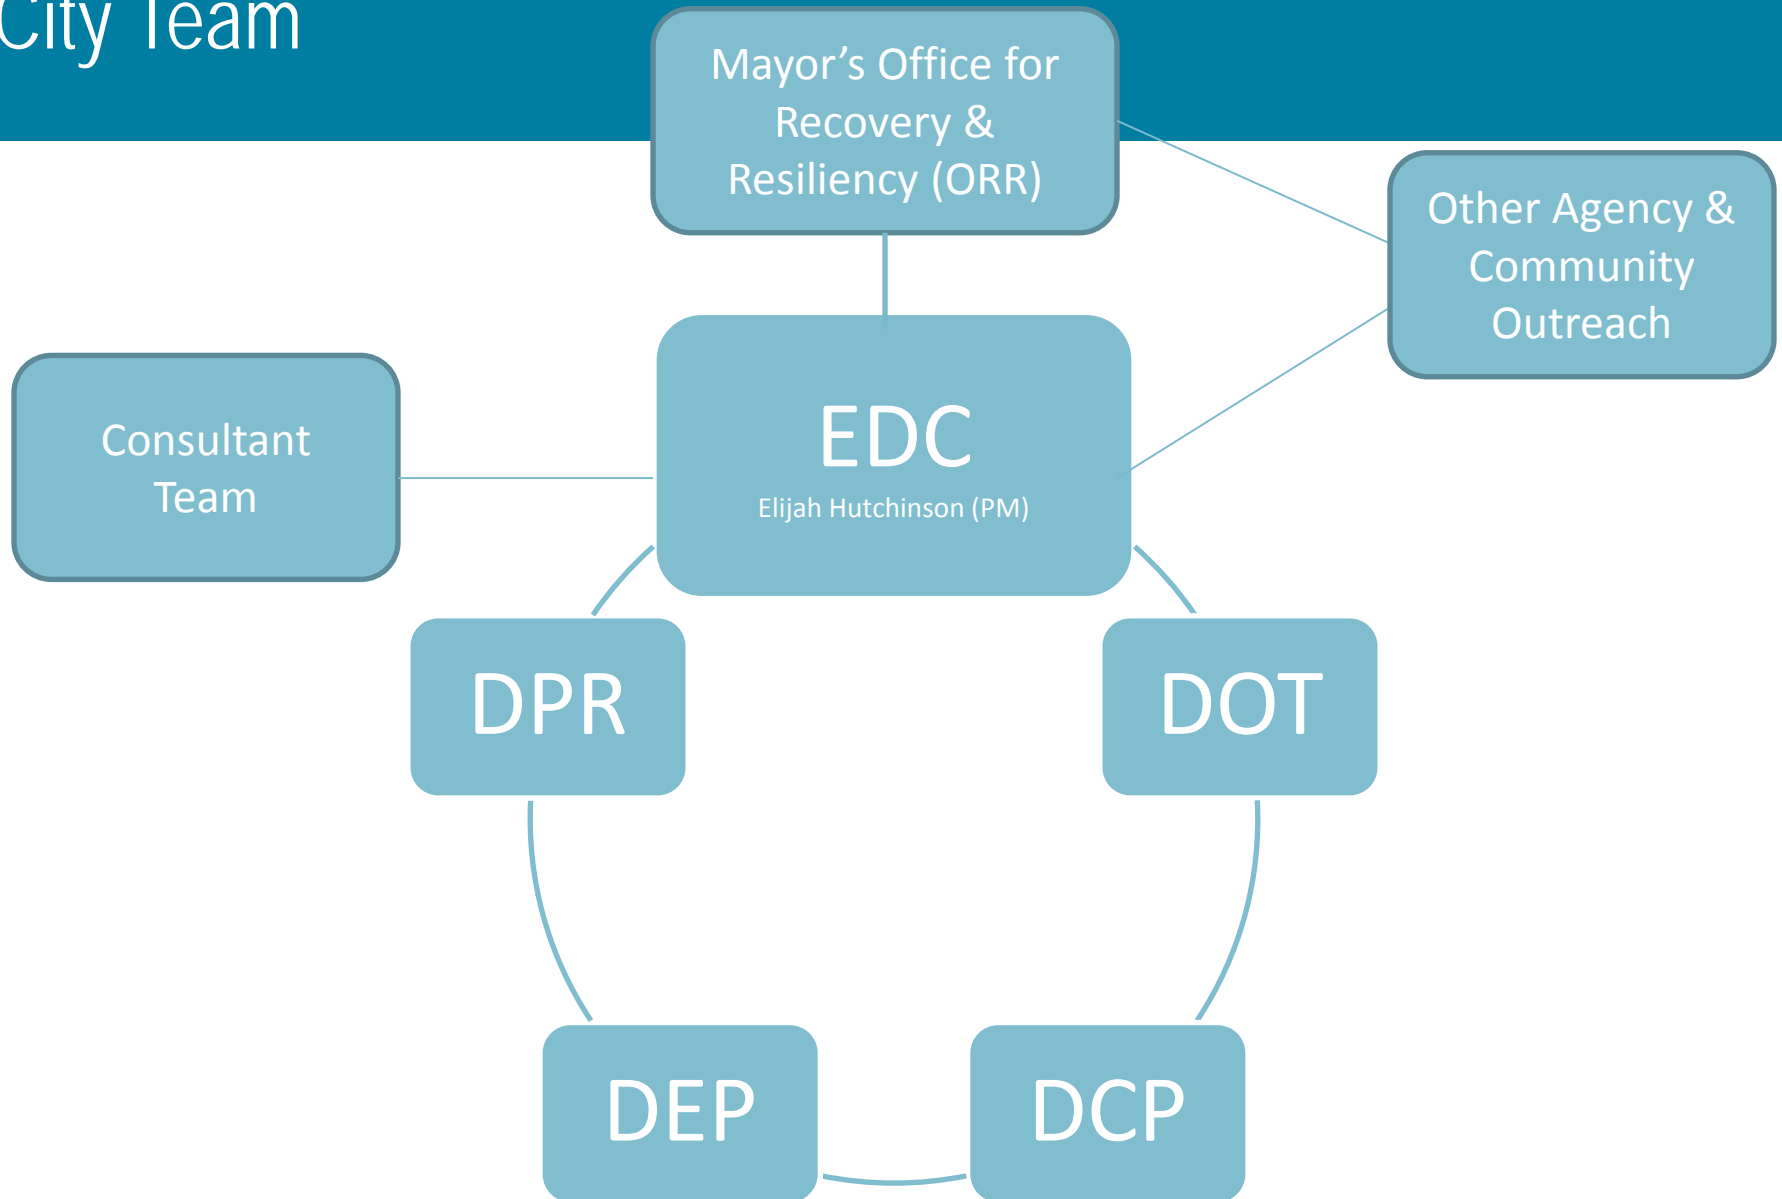 City Team
Mayor’s Office for
Recovery &
Resiliency (ORR)
Other Agency &
Community
Outreach
Consultant
Team
EDC
Elijah Hutchinson (PM)
DPR
DOT
DEP
DCP